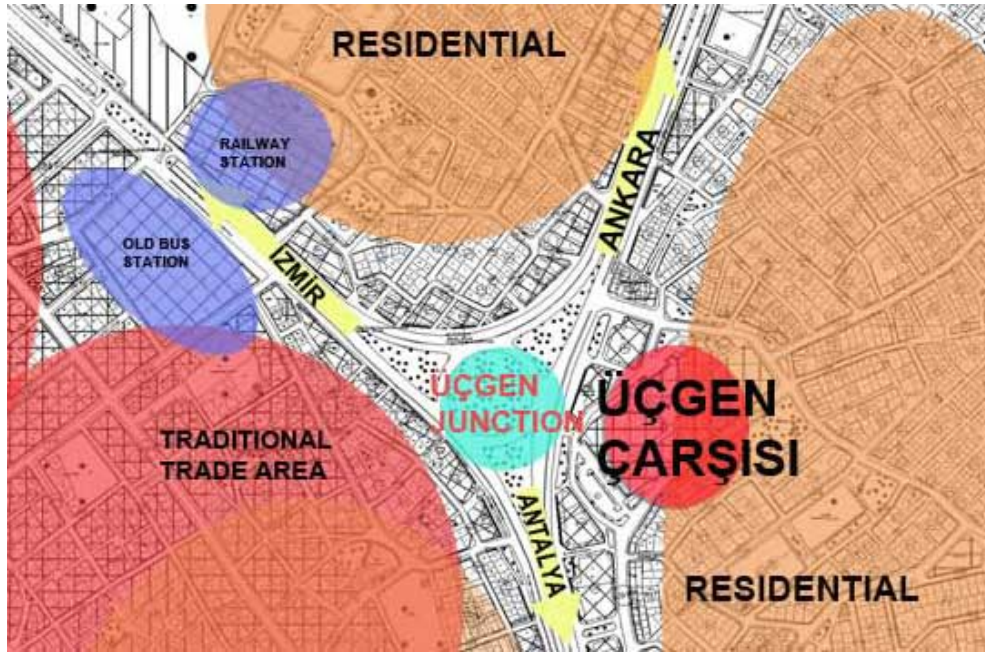 RESIDENTIAL
RAILWAY
STATION
ANKARA
OLD BUS
STATION
İZMİR
ÜÇGEN
JUNCTION
ÜÇGEN
ÇARŞISI
TRADITIONAL
TRADE AREA
ANTALYA
RESIDENTIAL